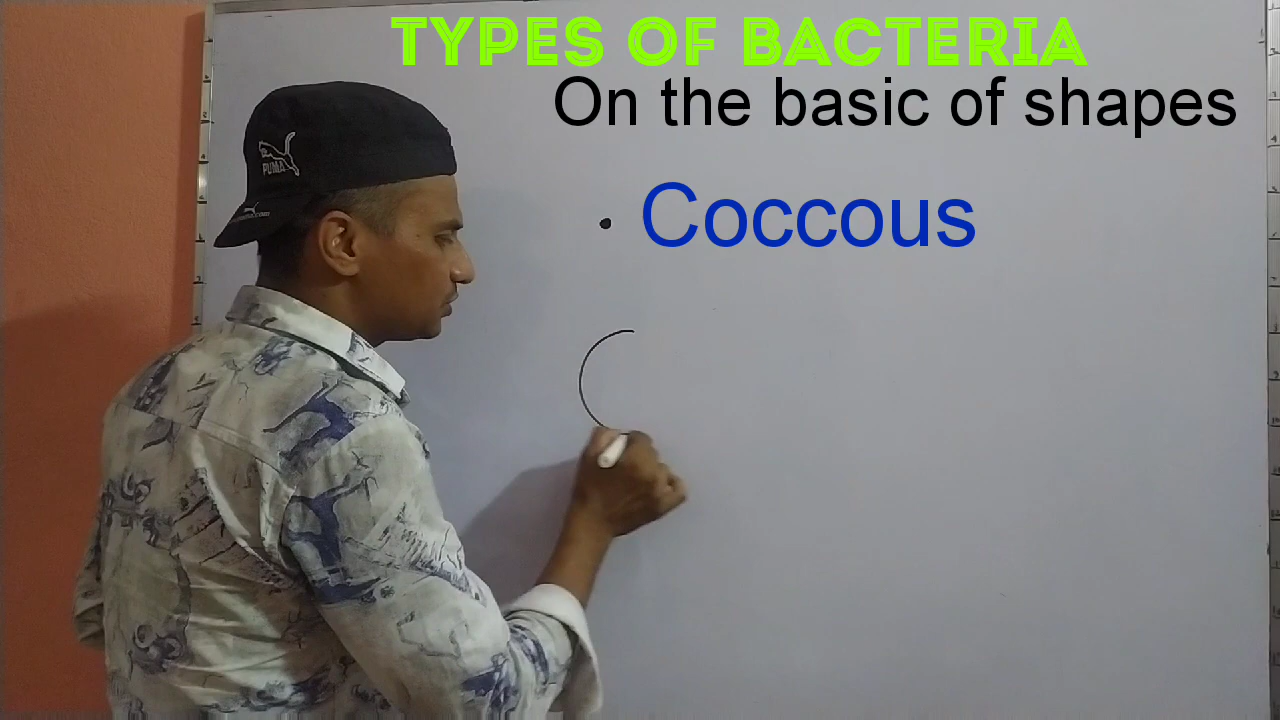 TYPES OF BACTERIA
On the basic of shapes
• Coccous
PUMA